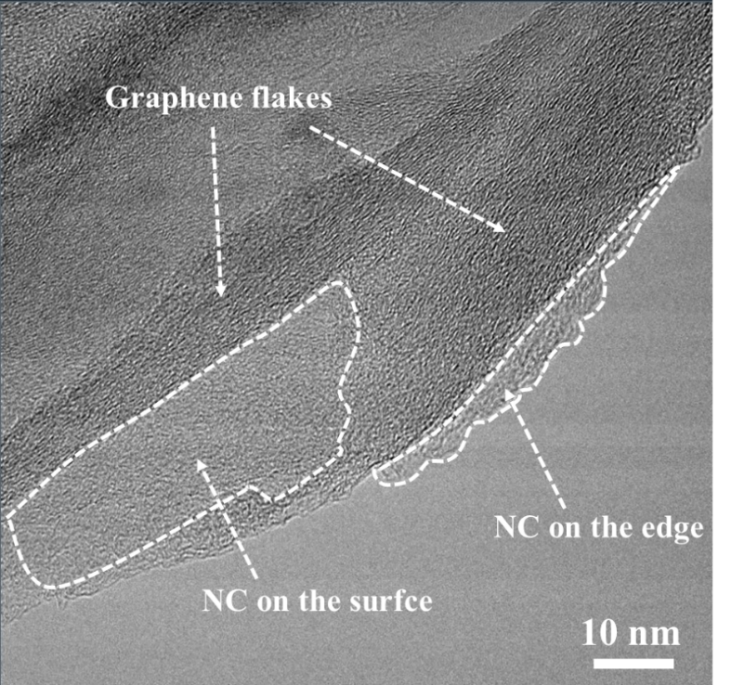 Graphene flakes
NC on the edge
NC on the surfce
10 nm